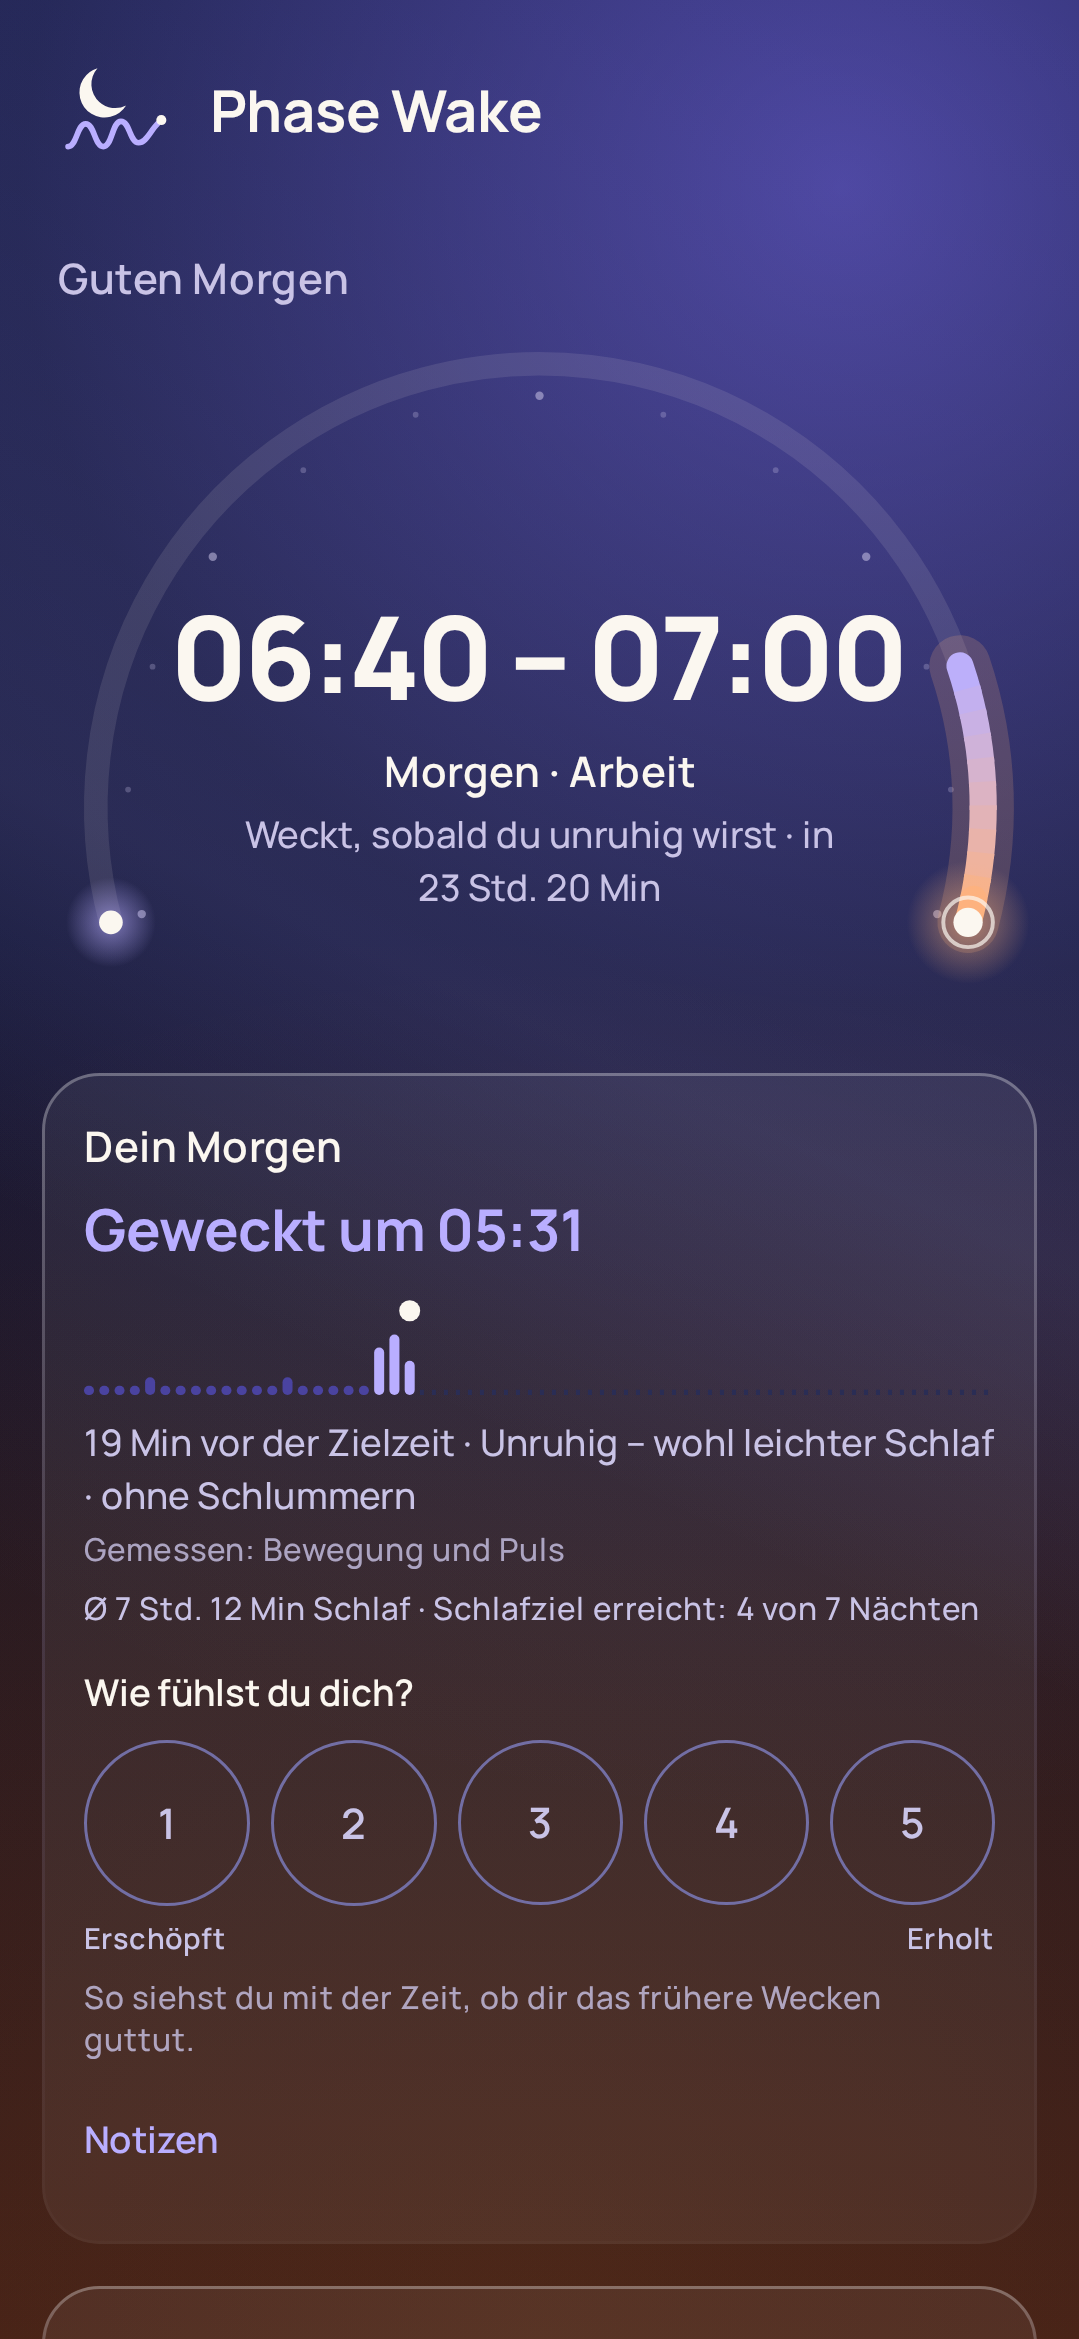 Phase Wake
Guten Morgen
06:40 – 07:00
Morgen · Arbeit
Weckt, sobald du unruhig wirst · in
23 Std. 20 Min
Dein Morgen
Geweckt um 05:31
19 Min vor der Zielzeit · Unruhig – wohl leichter Schlaf
· ohne Schlummern
Gemessen: Bewegung und Puls
Ø 7 Std. 12 Min Schlaf · Schlafziel erreicht: 4 von 7 Nächten
Wie fühlst du dich?
1 2 3 4 5
Erschöpft Erholt
So siehst du mit der Zeit, ob dir das frühere Wecken
guttut.
Notizen